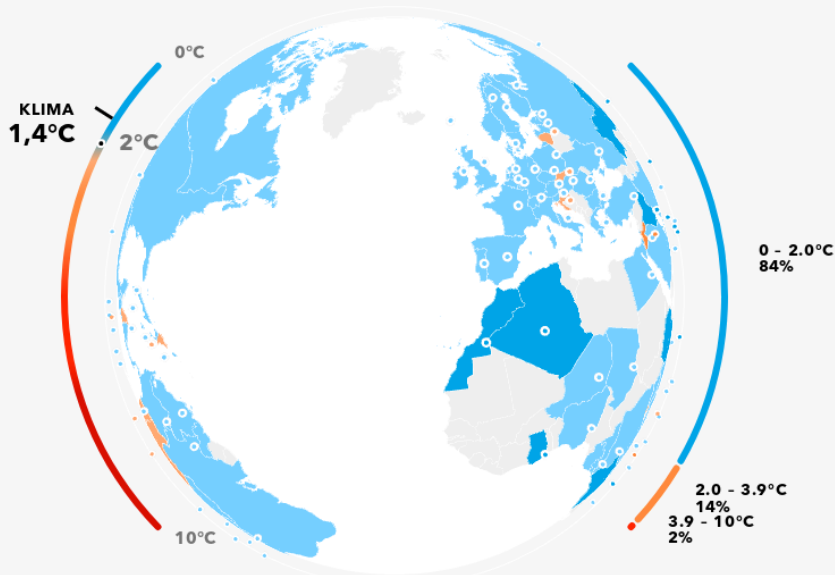 0°C
KLIMA
1,4°C
2°C
10°C
0 – 2.0°C
84%
2.0 – 3.9°C
14%
3.9 – 10°C
2%